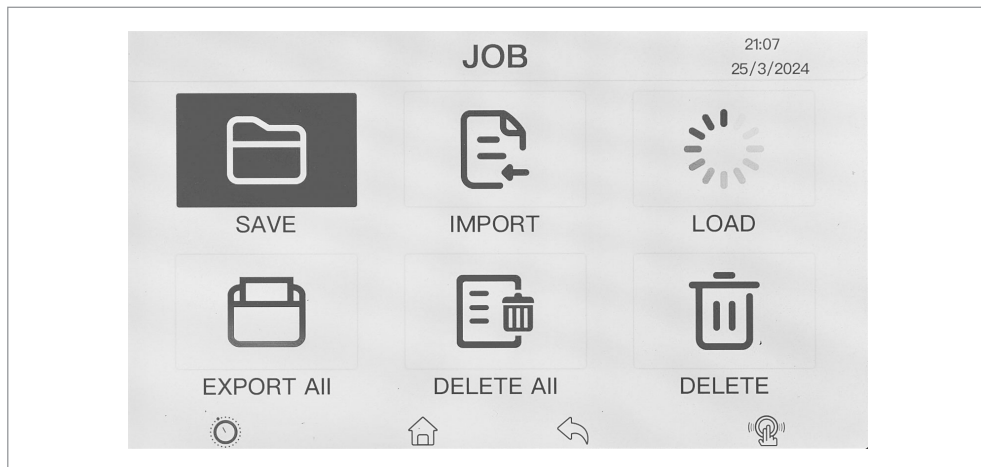 JOB
21:07
25/3/2024
SAVE
IMPORT
LOAD
EXPORT All
DELETE All
DELETE